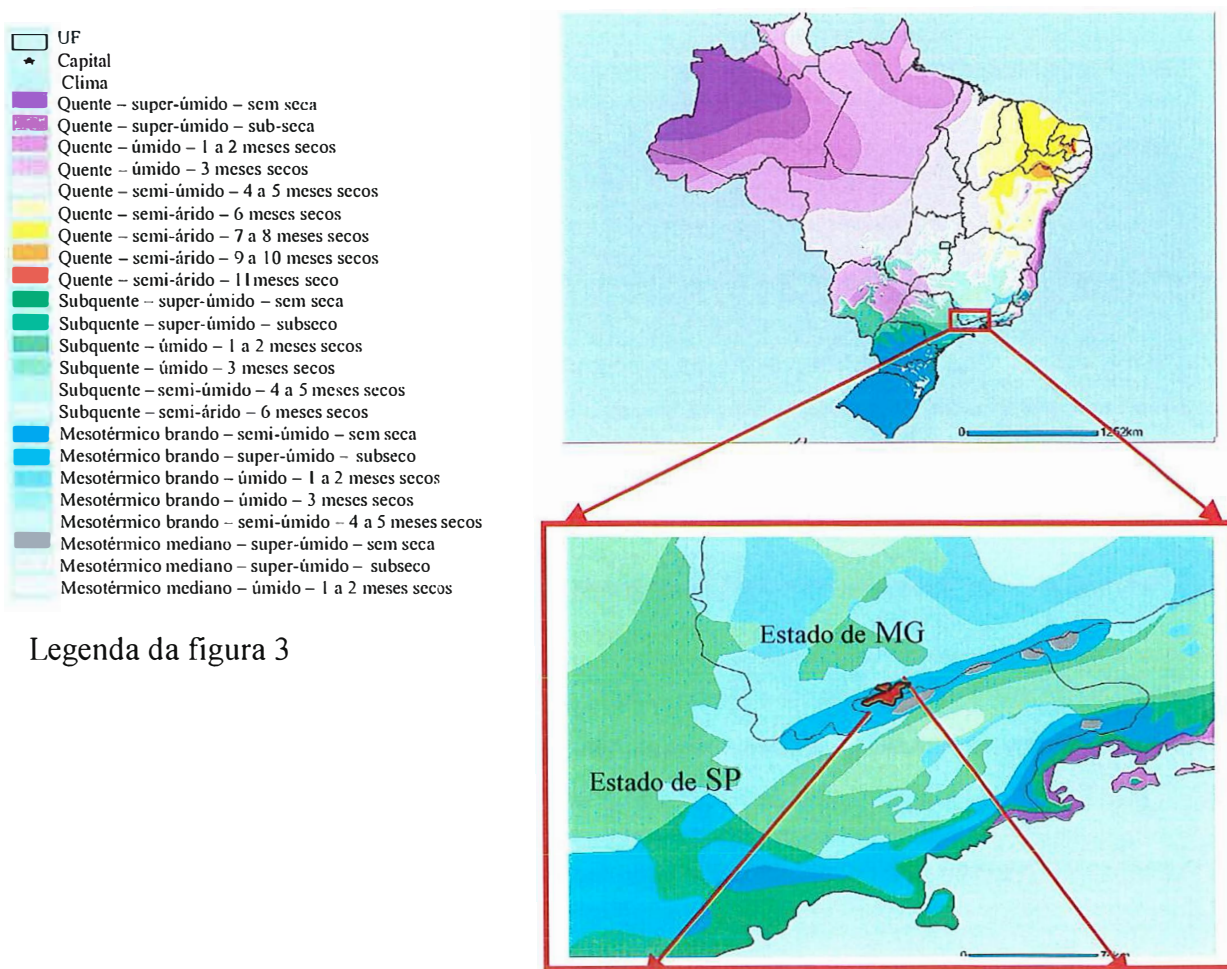 UF
Capital
Clima
Quente – super-úmido – sem seca
Quente – super-úmido – sub-seca
Quente – úmido – 1 a 2 meses secos
Quente – úmido – 3 meses secos
Quente – semi-úmido – 4 a 5 meses secos
Quente – semi-árido – 6 meses secos
Quente – semi-árido – 7 a 8 meses secos
Quente – semi-árido – 9 a 10 meses secos
Quente – semi-árido – 11 meses seco
Subquente – super-úmido – sem seca
Subquente – super-úmido – subseco
Subquente – úmido – 1 a 2 meses secos
Subquente – úmido – 3 meses secos
Subquente – semi-úmido – 4 a 5 meses secos
Subquente – semi-árido – 6 meses secos
Mesotérmico brando – semi-úmido – sem seca
Mesotérmico brando – super-úmido – subseco
Mesotérmico brando – úmido – 1 a 2 meses secos
Mesotérmico brando – úmido – 3 meses secos
Mesotérmico brando – semi-úmido – 4 a 5 meses secos
Mesotérmico mediano – super-úmido – sem seca
Mesotérmico mediano – super-úmido – subseco
Mesotérmico mediano – úmido – 1 a 2 meses secos
Legenda da figura 3
0
Estado de MG
Estado de SP
0